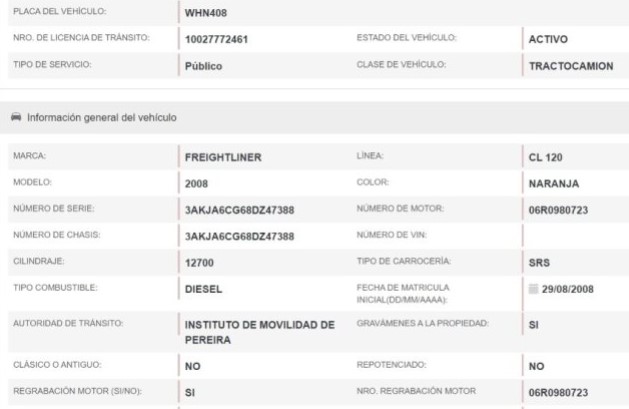 PLACA DEL VEHÍCULO: WHN408
NRO. DE LICENCIA DE TRÁNSITO: 10027772461 ESTADO DEL VEHÍCULO: ACTIVO
TIPO DE SERVICIO: Público CLASE DE VEHÍCULO: TRACTOCAMION
Información general del vehículo
MARCA: FREIGHTLINER LÍNEA: CL 120
MODELO: 2008 COLOR: NARANJA
NÚMERO DE SERIE: 3AKJA6CG68DZ47388 NÚMERO DE MOTOR: 06R0980723
NÚMERO DE CHASIS: 3AKJA6CG68DZ47388 NÚMERO DE VIN:
CILINDRAJE: 12700 TIPO DE CARROCERÍA: SRS
TIPO COMBUSTIBLE: DIESEL FECHA DE MATRICULA 29/08/2008
INICIAL(DD/MM/AAAA):
AUTORIDAD DE TRÁNSITO: INSTITUTO DE MOVILIDAD DE GRAVÁMENES A LA PROPIEDAD: SI
PEREIRA
CLÁSICO O ANTIGUO: NO REPOTENCIADO: NO
REGRABACIÓN MOTOR (SI/NO): SI NRO. REGRABACIÓN MOTOR 06R0980723